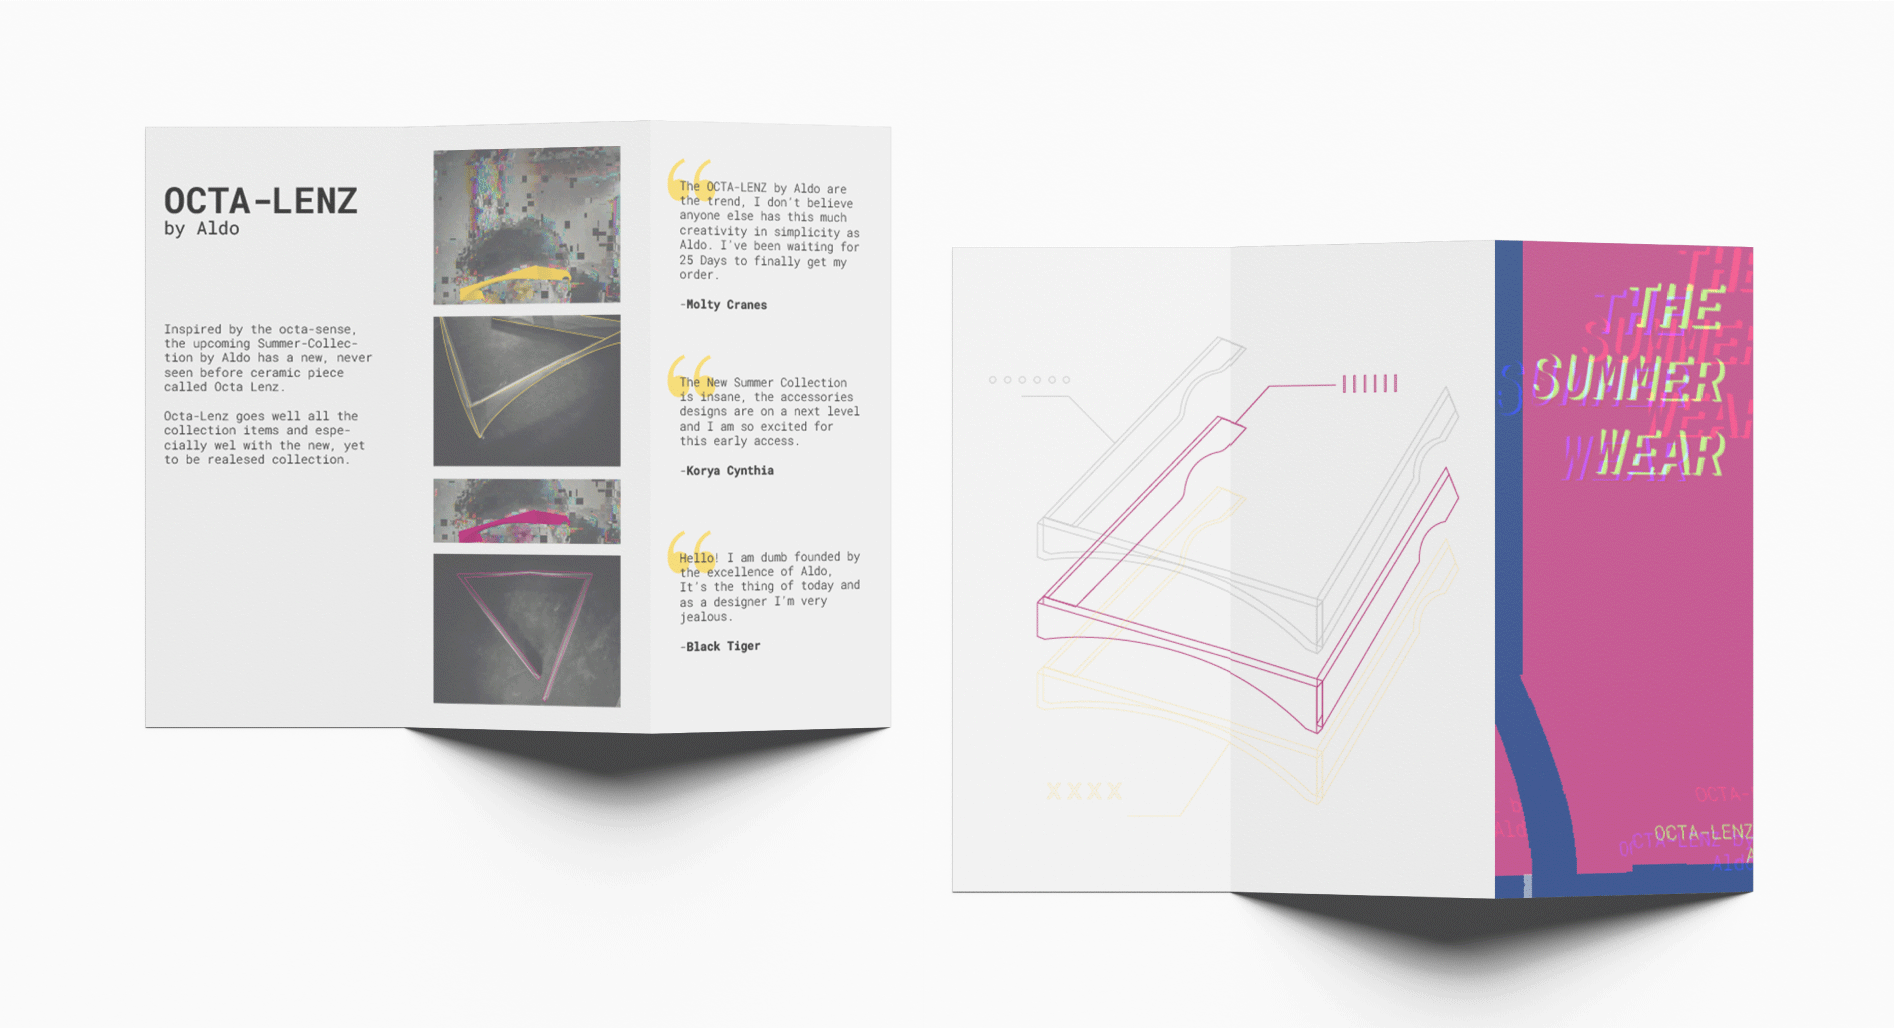 OCTA-LENZ
by Aldo
Inspired by the octa-sense,
the upcoming Summer-Collec-
tion by Aldo has a new, never
seen before ceramic piece
called Octa Lenz.
Octa-Lenz goes well all the
collection items and espe-
cially wel with the new, yet
to be realesed collection.
The OCTA-LENZ by Aldo are
the trend, I don't believe
anyone else has this much
creativity in simplicity as
Aldo. I've been waiting for
25 Days to finally get my
order.
-Molty Cranes
The New Summer Collection
is insane, the accessories
designs are on a next level
and I am so excited for
this early access.
-Korya Cynthia
Hello! I am dumb founded by
the excellence of Aldo,
It's the thing of today and
as a designer I'm very
jealous.
-Black Tiger
XXXX
THE
SUMMER
WEAR
OCTA-LENZ